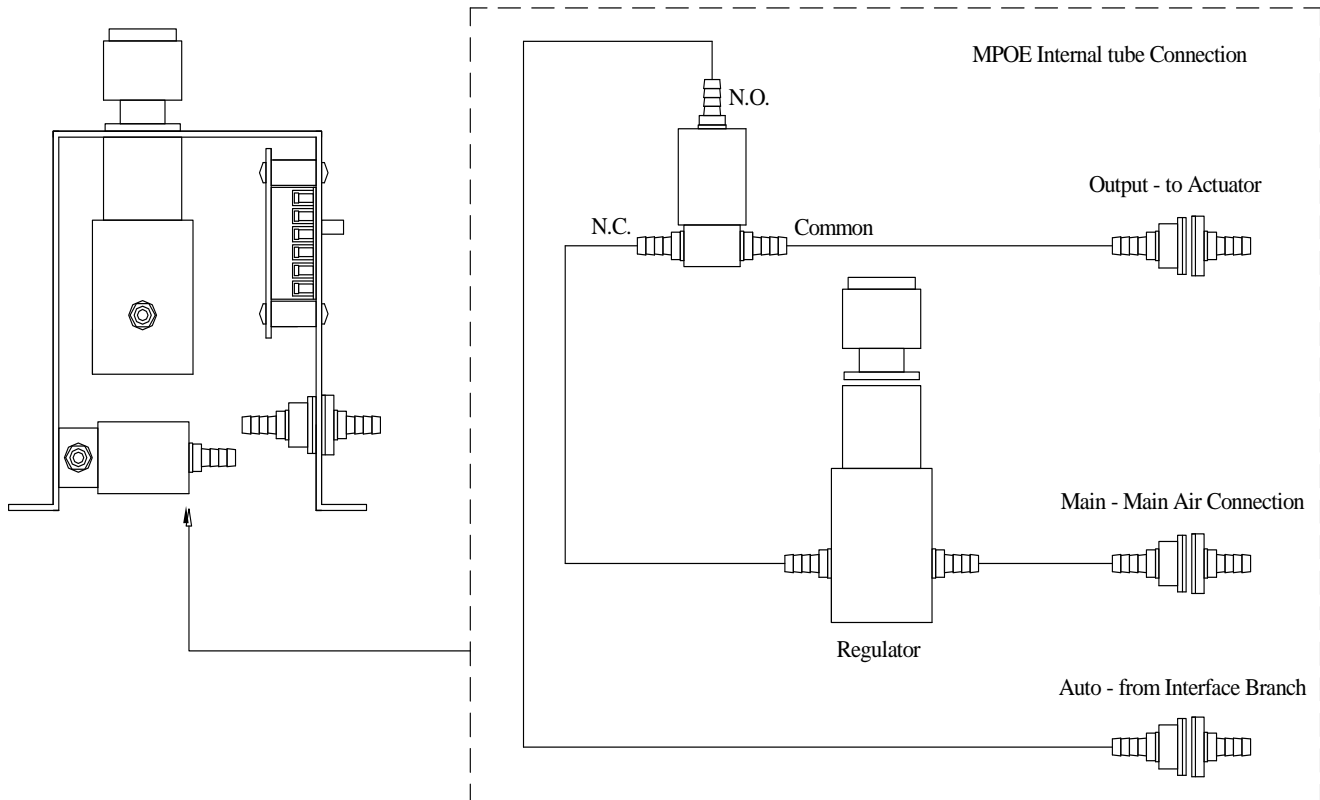 MPOE Internal tube Connection
N.O.
Output - to Actuator
N.C.
Common
Main - Main Air Connection
Regulator
Auto - from Interface Branch